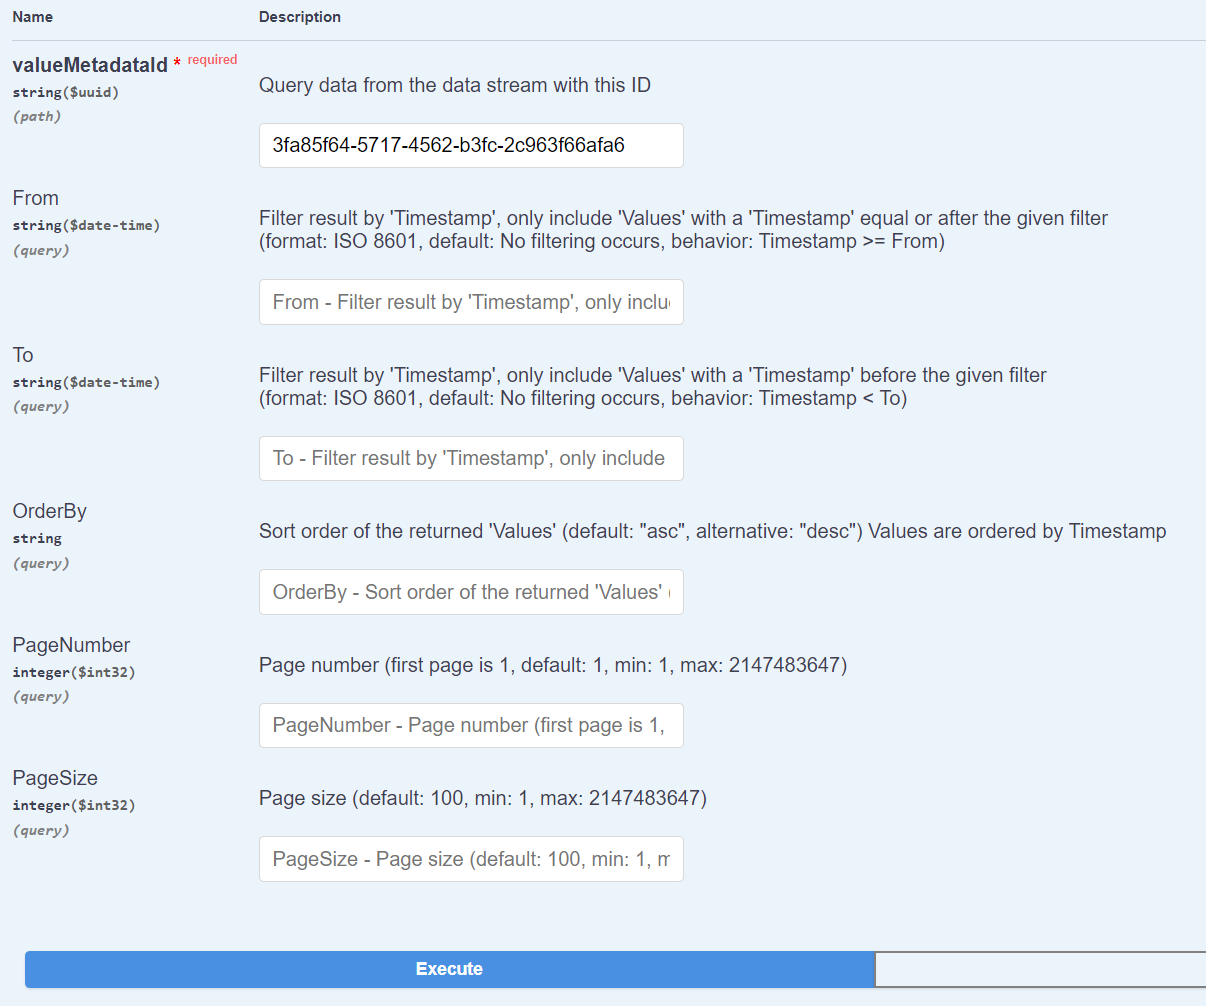 Name Description
valueMetadataId * required
string($uuid)
(path)
Query data from the data stream with this ID
3fa85f64-5717-4562-b3fc-2c963f66afa6
From
string($date-time)
(query)
Filter result by 'Timestamp', only include 'Values' with a 'Timestamp' equal or after the given filter
(format: ISO 8601, default: No filtering occurs, behavior: Timestamp >= From)
From - Filter result by 'Timestamp', only inclu
To
string($date-time)
(query)
Filter result by 'Timestamp', only include 'Values' with a 'Timestamp' before the given filter
(format: ISO 8601, default: No filtering occurs, behavior: Timestamp < To)
To - Filter result by 'Timestamp', only include
OrderBy
string
(query)
Sort order of the returned 'Values' (default: "asc", alternative: "desc") Values are ordered by Timestamp
OrderBy - Sort order of the returned 'Values' (
PageNumber
integer($int32)
(query)
Page number (first page is 1, default: 1, min: 1, max: 2147483647)
PageNumber - Page number (first page is 1,
PageSize
integer($int32)
(query)
Page size (default: 100, min: 1, max: 2147483647)
PageSize - Page size (default: 100, min: 1, m
Execute